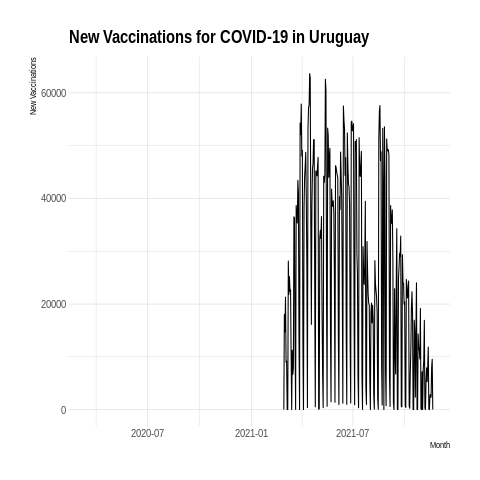 New Vaccinations for COVID-19 in Uruguay
New Vaccinations
60000
40000
20000
0
2020-07
2021-01
2021-07
Month